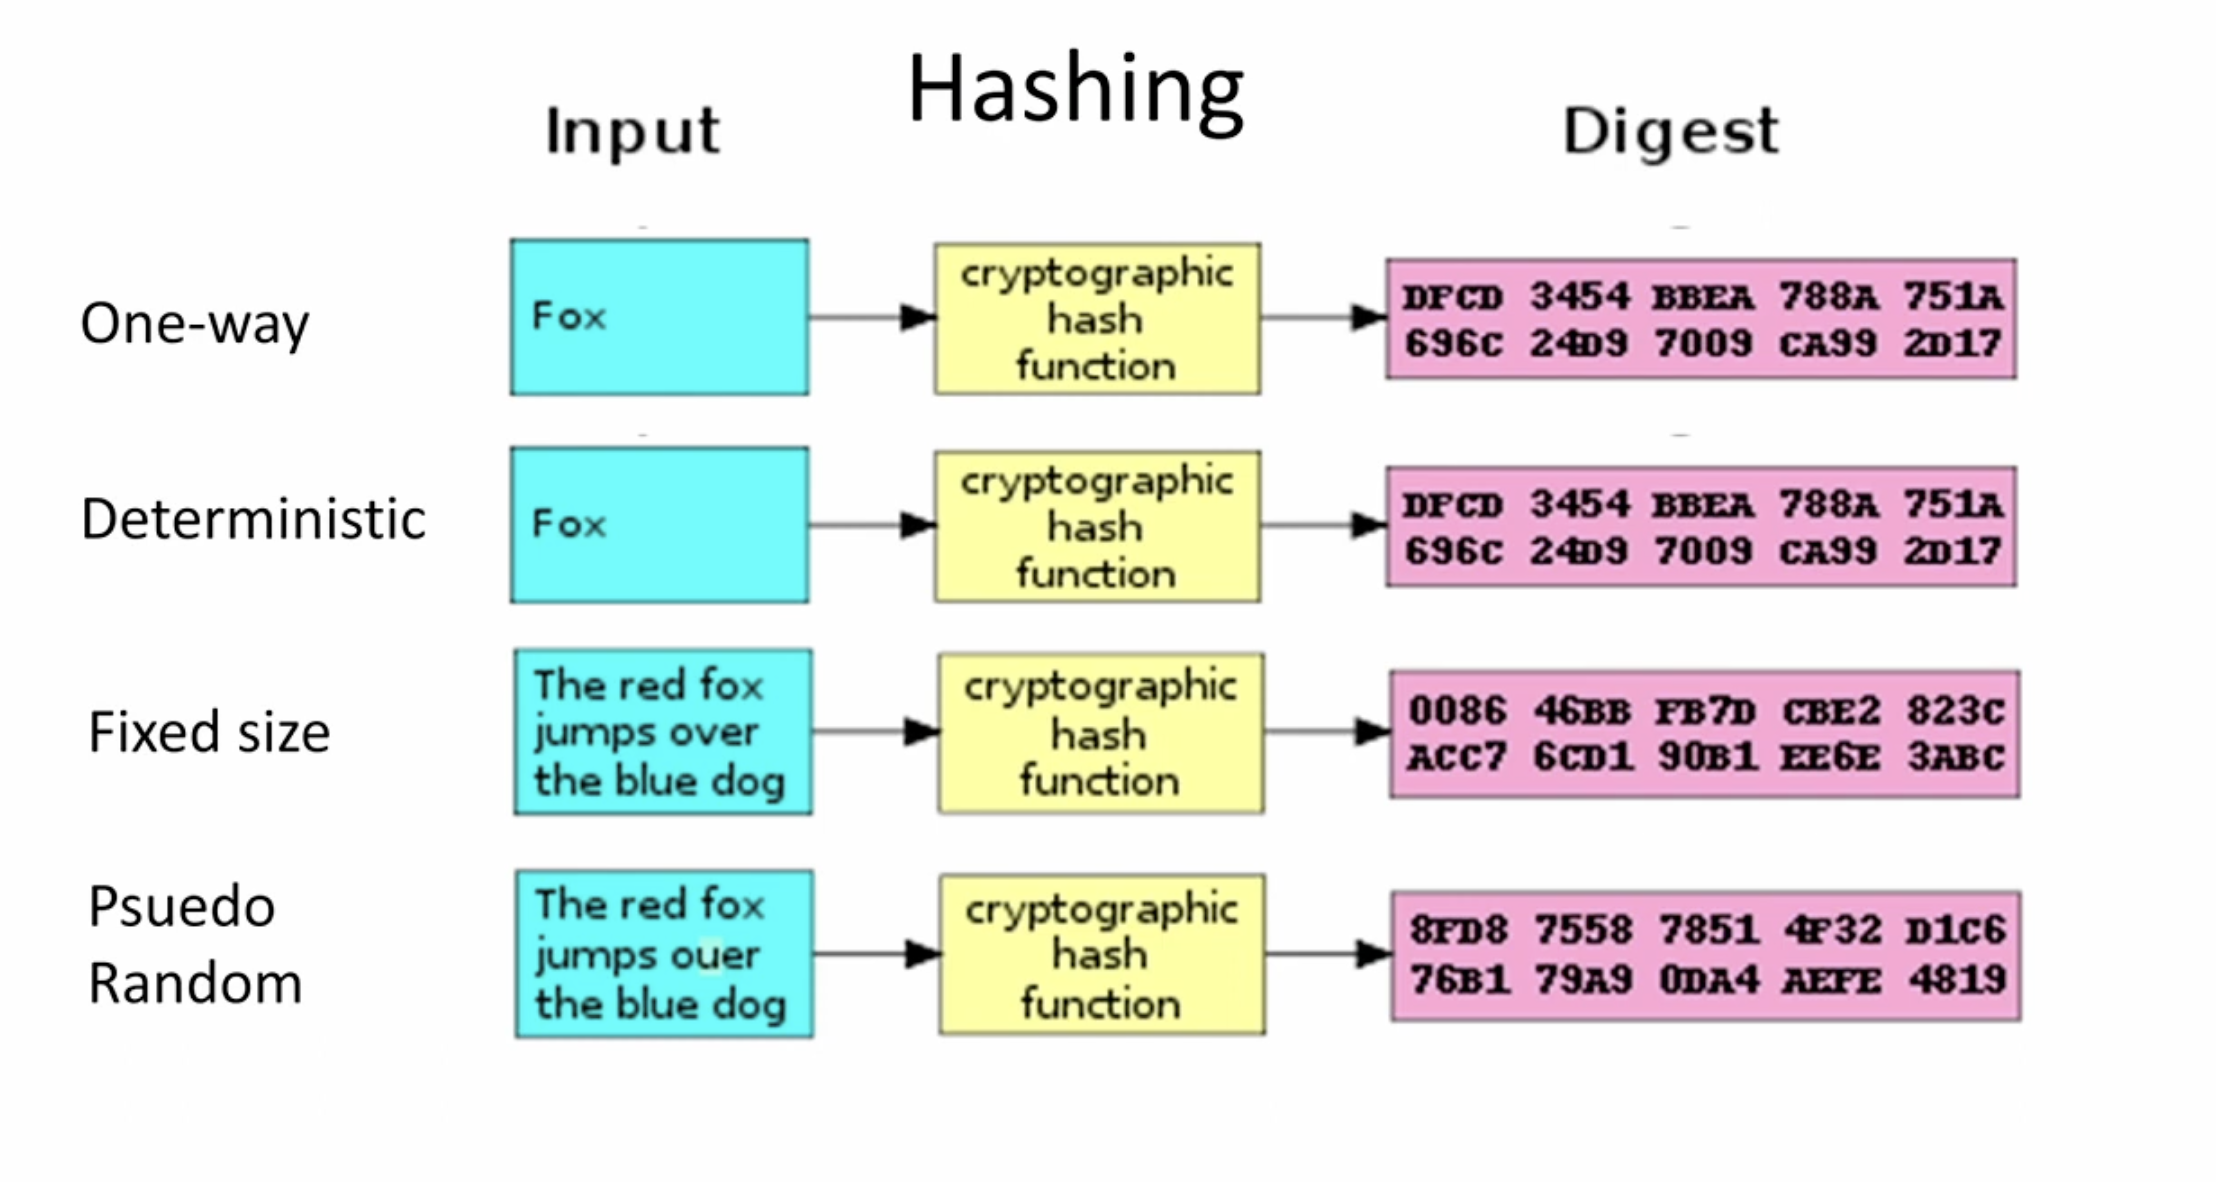 Hashing
Input
Digest
One-way
Fox
cryptographic
hash
function
DFCD 3454 BBEA 788A 751A
696C 24D9 7009 CA99 2D17
Deterministic
Fox
cryptographic
hash
function
DFCD 3454 BBEA 788A 751A
696C 24D9 7009 CA99 2D17
Fixed size
The red fox
jumps over
the blue dog
cryptographic
hash
function
0086 46BB FB7D CBE2 823C
ACC7 6CD1 90B1 EE6E 3ABC
Psuedo
Random
The red fox
jumps ouer
the blue dog
cryptographic
hash
function
8FD8 7558 7851 4F32 D1C6
76B1 79A9 0DA4 AEFE 4819